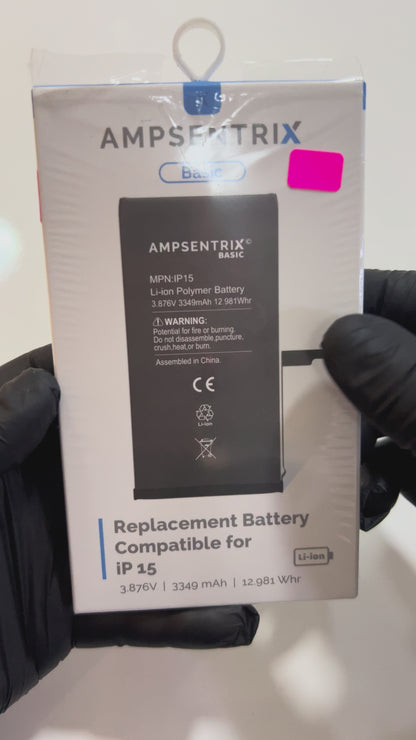 AMPSENTRIX
Basic
AMPSENTRIX©
BASIC
MPN:IP15
Li-ion Polymer Battery
3.876V 3349mAh 12.981Whr
WARNING:
Potential for fire or burning.
Do not disassemble,puncture,
crush,heat,or burn.
Assembled in China.
CE
Li-ion
Replacement Battery
Compatible for
iP 15
Li-ion
3.876V | 3349 mAh | 12.981 Whr